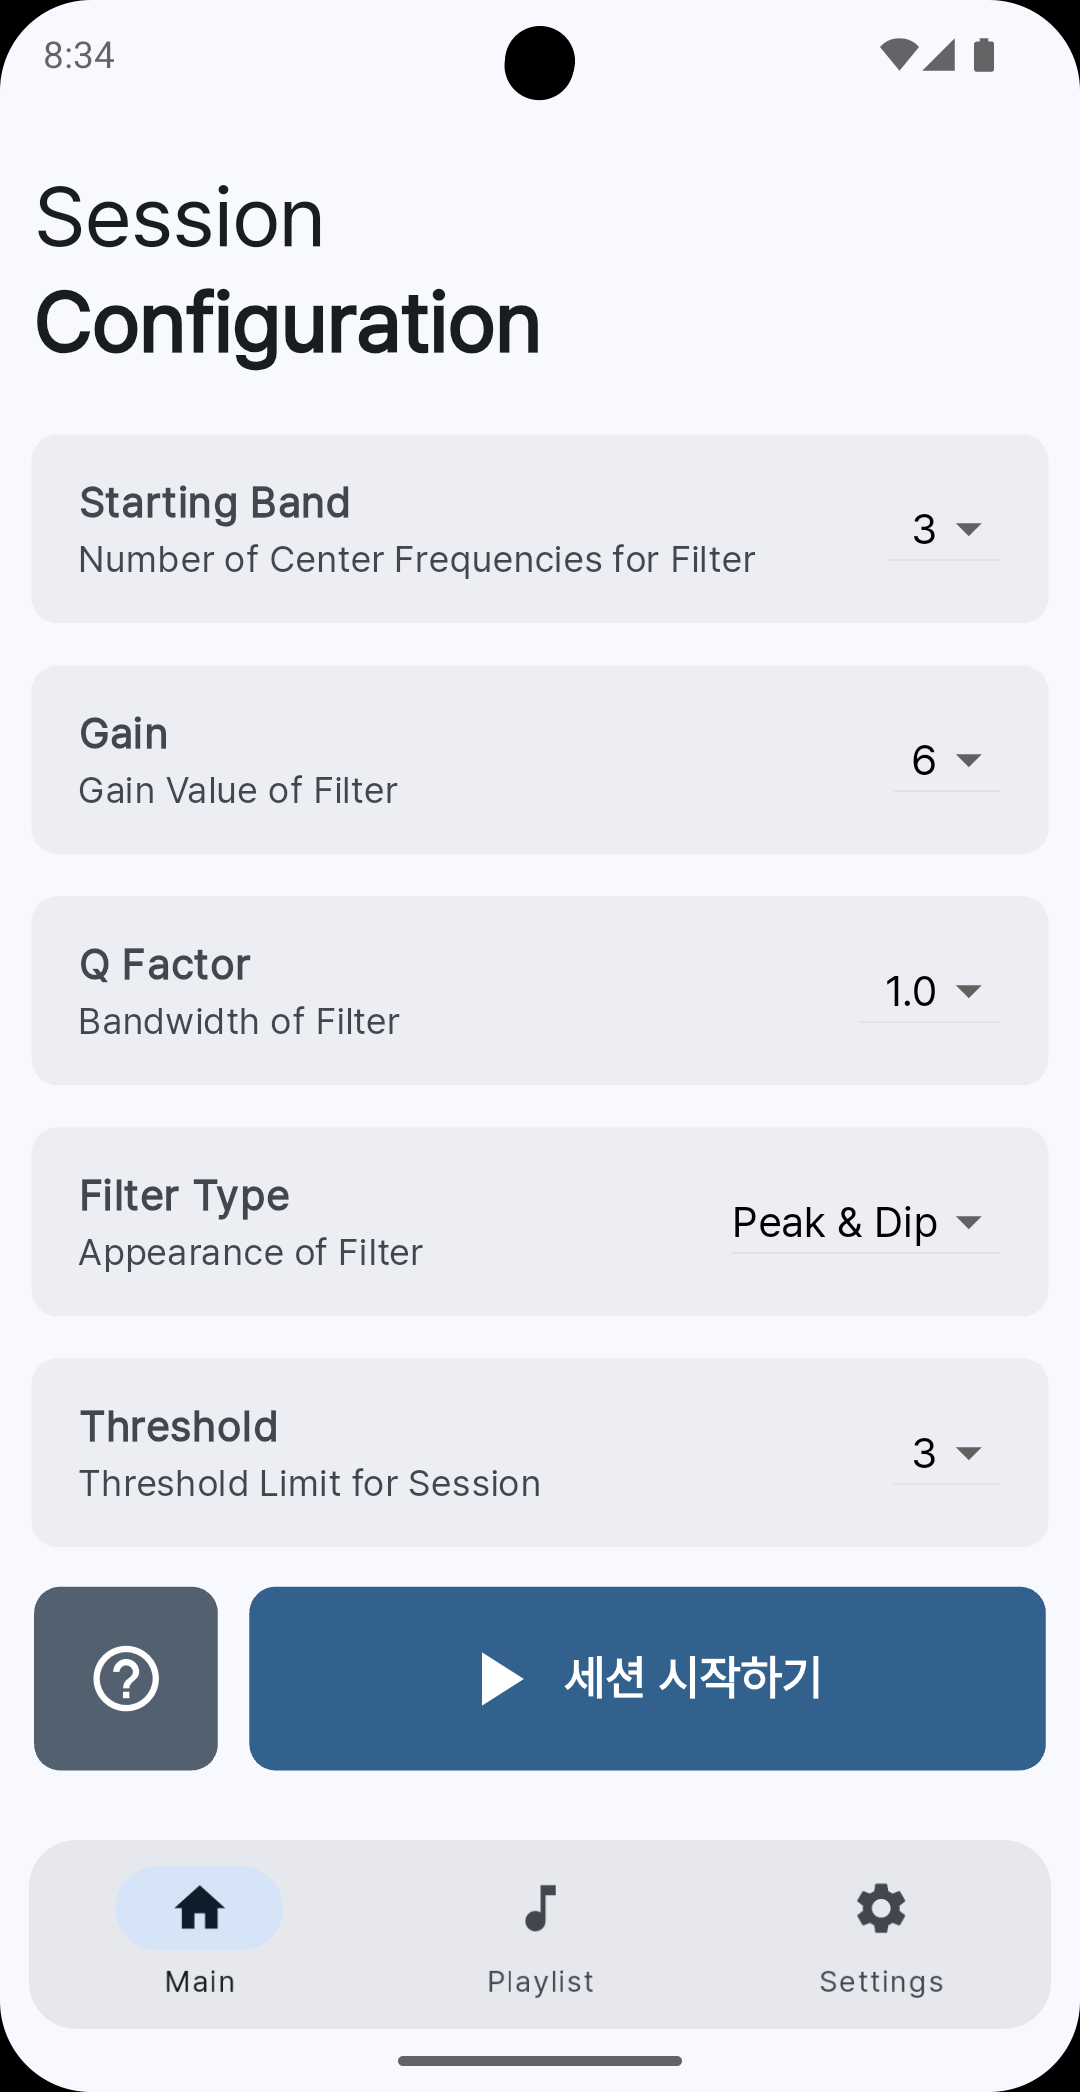 8:34
Session
Configuration
Starting Band
Number of Center Frequencies for Filter
3
Gain
Gain Value of Filter
6
Q Factor
Bandwidth of Filter
1.0
Filter Type
Appearance of Filter
Peak & Dip
Threshold
Threshold Limit for Session
3
세션 시작하기
Main
Playlist
Settings